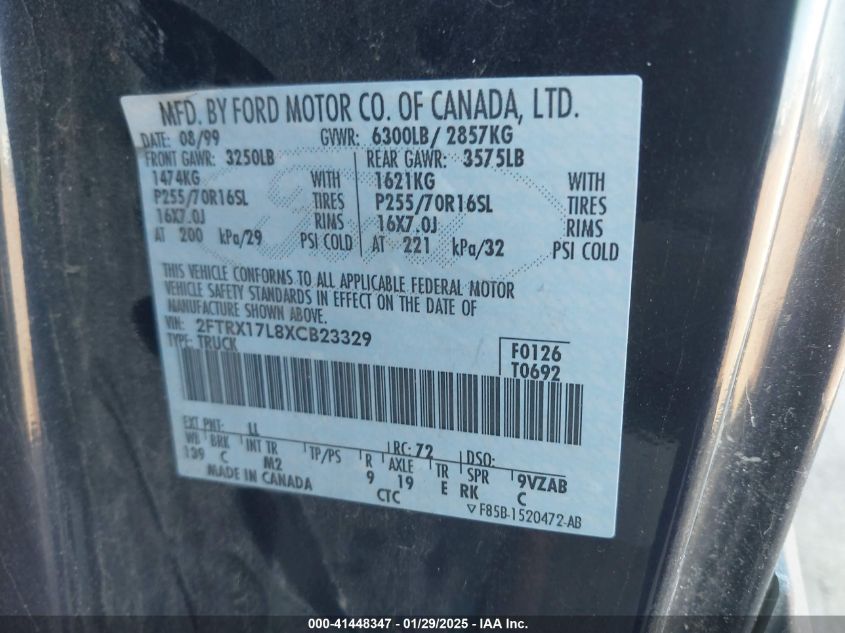 MFD. BY FORD MOTOR CO. OF CANADA, LTD.
DATE: 08/99 GVWR: 6300LB/ 2857KG
FRONT GAWR: 3250LB REAR GAWR: 3575LB
1474KG WITH 1621KG WITH
P255/70R16SL TIRES P255/70R16SL TIRES
16X7.0J RIMS 16X7.0J RIMS
AT 200 kPa/29 PSI COLD AT 221 kPa/32 PSI COLD
THIS VEHICLE CONFORMS TO ALL APPLICABLE FEDERAL MOTOR
VEHICLE SAFETY STANDARDS IN EFFECT ON THE DATE OF
MANUFACTURE SHOWN ABOVE.
VIN: 2FTRX17L8XCB23329
TYPE: TRUCK
F0126
T0692
EXT PNT: LL RC: 72 DSO:
WB BRK INT TR TP/PS R AXLE TR SPR 9VZAB
139 C M2 9 19 E RK C
MADE IN CANADA CTC
▽F85B-1520472-AB
000-41448347 / 01/29/2025 / ©IAA Holdings, LLC.